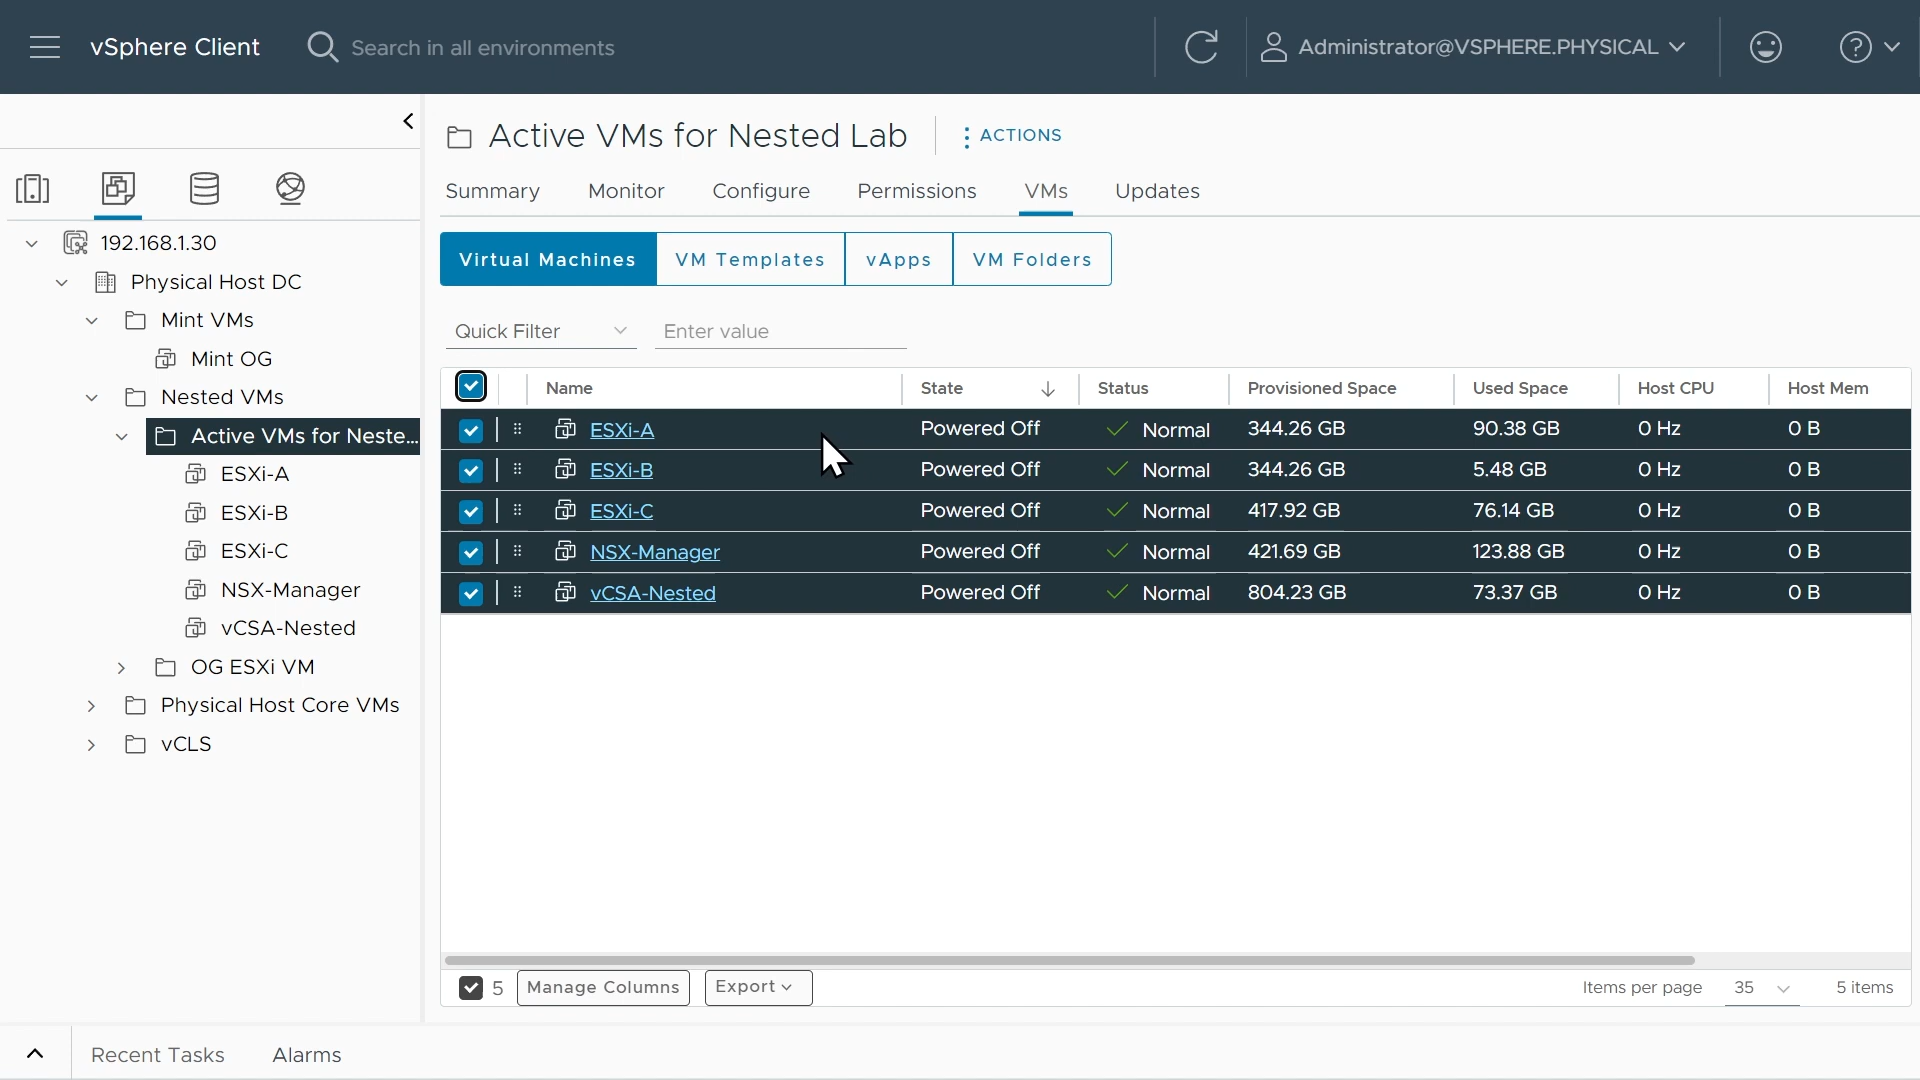 vSphere Client
Search in all environments
Administrator@VSPHERE.PHYSICAL
Active VMs for Nested Lab
ACTIONS
Summary Monitor Configure Permissions VMs Updates
Virtual Machines VM Templates vApps VM Folders
Quick Filter Enter value
192.168.1.30
Physical Host DC
Mint VMs
Mint OG
Nested VMs
Active VMs for Neste...
ESXi-A
ESXi-B
ESXi-C
NSX-Manager
vCSA-Nested
OG ESXi VM
Physical Host Core VMs
vCLS
Name State Status Provisioned Space Used Space Host CPU Host Mem
ESXi-A Powered Off Normal 344.26 GB 90.38 GB 0 Hz 0 B
ESXi-B Powered Off Normal 344.26 GB 5.48 GB 0 Hz 0 B
ESXi-C Powered Off Normal 417.92 GB 76.14 GB 0 Hz 0 B
NSX-Manager Powered Off Normal 421.69 GB 123.88 GB 0 Hz 0 B
vCSA-Nested Powered Off Normal 804.23 GB 73.37 GB 0 Hz 0 B
5 Manage Columns Export Items per page 35 5 items
Recent Tasks Alarms